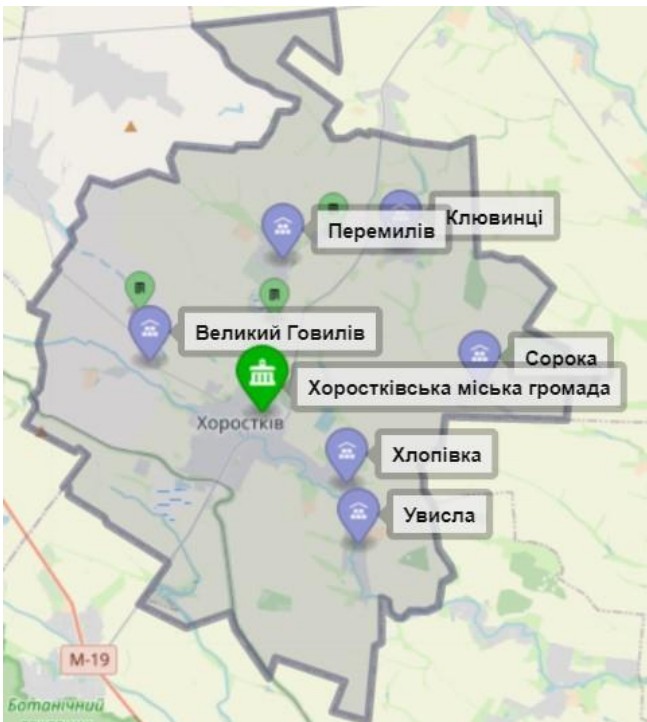 Клювинці
Перемилів
Великий Говилів
Сорока
Хоростківська міська громада
Хоростків
Хлопівка
Увисла
М-19
Ботанічний